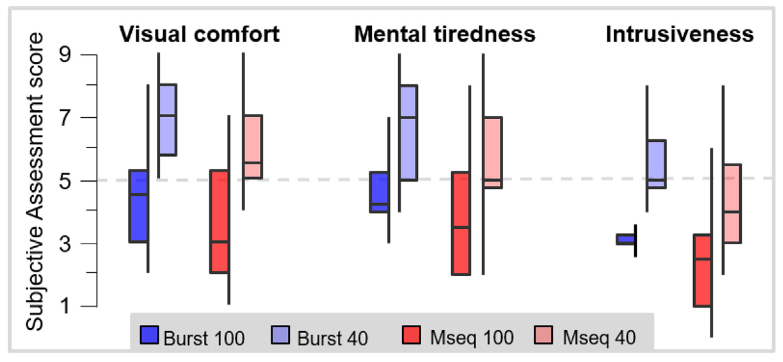 Visual comfort Mental tiredness Intrusiveness
Subjective Assessment score
9
7
5
3
1
Burst 100 Burst 40 Mseq 100 Mseq 40